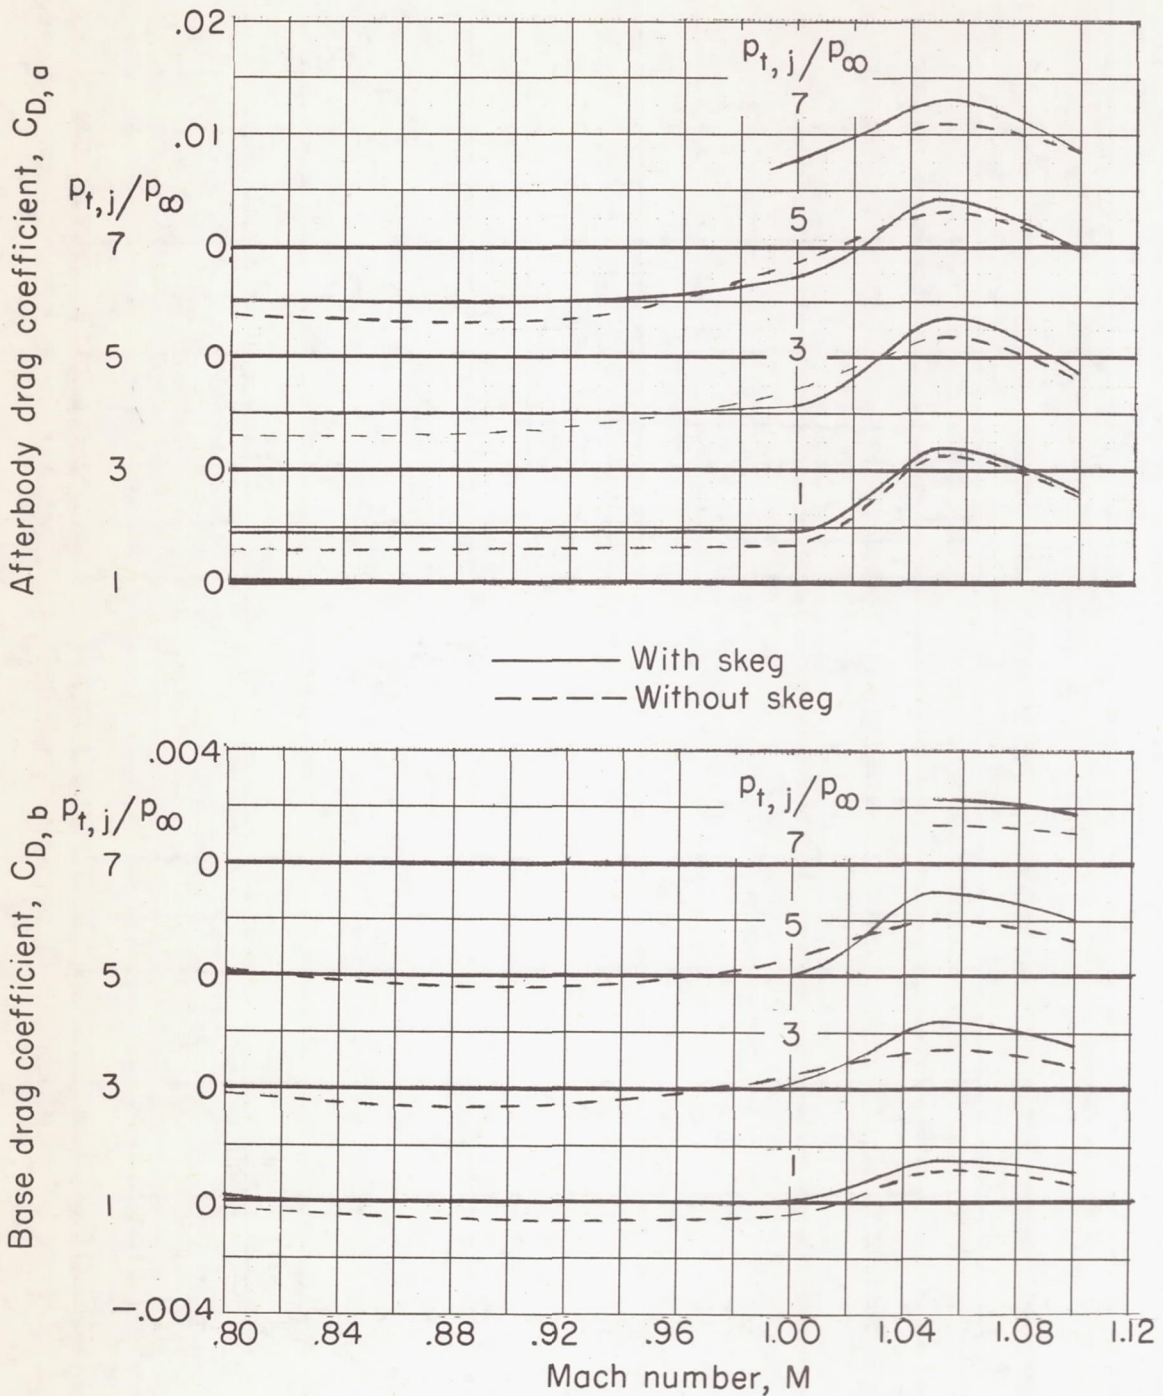 .02
.01
Afterbody drag coefficient, C_D,a
p_t,j/p_∞
7 0
5 0
3 0
1 0
p_t,j/p_∞
7
5
3
1
With skeg
Without skeg
.004
Base drag coefficient, C_D,b
p_t,j/p_∞
7 0
5 0
3 0
1 0
-.004
p_t,j/p_∞
7
5
3
1
.80 .84 .88 .92 .96 1.00 1.04 1.08 1.12
Mach number, M